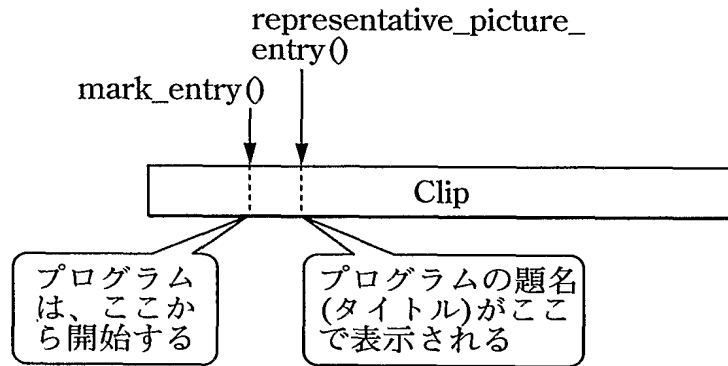 representative_picture_
entry()
mark_entry()
Clip
プログラム
は、ここか
ら開始する
プログラムの題名
(タイトル)がここ
で表示される